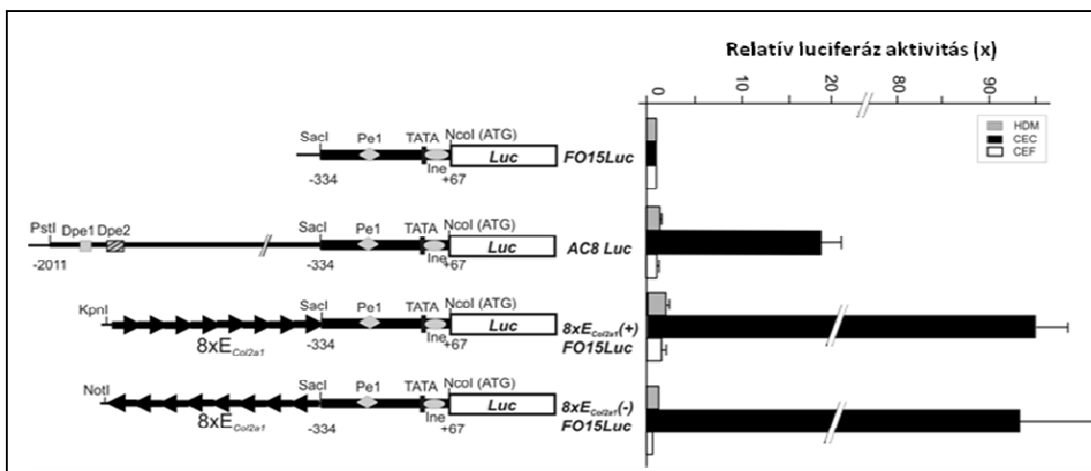 Relatív luciferáz aktivitás (x)
0 10 20 80 90
HDM
CEC
CEF
SacI Pe1 TATA NcoI (ATG)
Luc FO15Luc
-334 Ine +67
PstI Dpe1 Dpe2 SacI Pe1 TATA NcoI (ATG)
Luc AC8 Luc
-2011 -334 Ine +67
KpnI SacI Pe1 TATA NcoI (ATG)
Luc 8xECol2a1(+)
FO15Luc
8xECol2a1 -334 Ine +67
NotI SacI Pe1 TATA NcoI (ATG)
Luc 8xECol2a1(-)
FO15Luc
8xECol2a1 -334 Ine +67